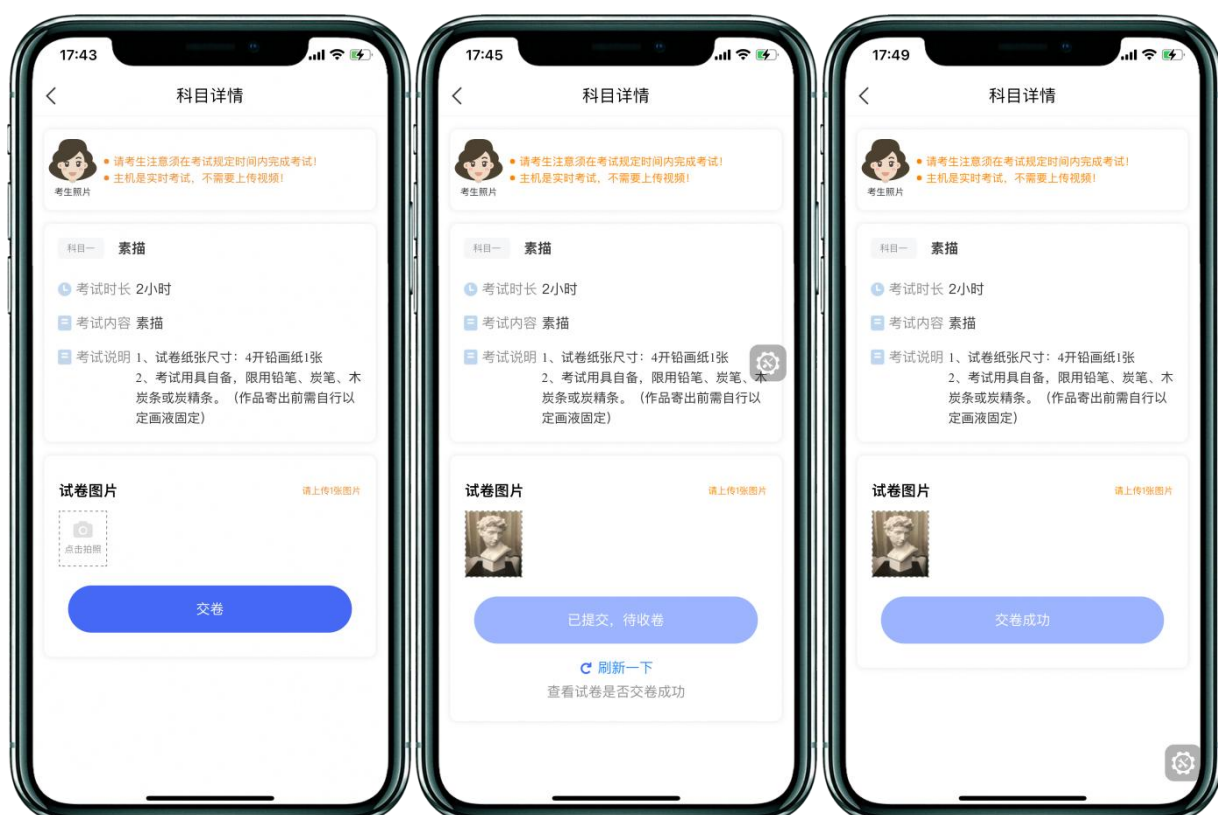 17:43
科目详情
• 请考生注意须在考试规定时间内完成考试!
• 主机是实时考试，不需要上传视频!
考生照片
科目一 素描
考试时长 2小时
考试内容 素描
考试说明 1、试卷纸张尺寸：4开铅画纸1张
2、考试用具自备，限用铅笔、炭笔、木
炭条或炭精条。（作品寄出前需自行以
定画液固定）
试卷图片 请上传1张图片
点击拍照
交卷
17:45
科目详情
• 请考生注意须在考试规定时间内完成考试!
• 主机是实时考试，不需要上传视频!
考生照片
科目一 素描
考试时长 2小时
考试内容 素描
考试说明 1、试卷纸张尺寸：4开铅画纸1张
2、考试用具自备，限用铅笔、炭笔、木
炭条或炭精条。（作品寄出前需自行以
定画液固定）
试卷图片 请上传1张图片
已提交，待收卷
刷新一下
查看试卷是否交卷成功
17:49
科目详情
• 请考生注意须在考试规定时间内完成考试!
• 主机是实时考试，不需要上传视频!
考生照片
科目一 素描
考试时长 2小时
考试内容 素描
考试说明 1、试卷纸张尺寸：4开铅画纸1张
2、考试用具自备，限用铅笔、炭笔、木
炭条或炭精条。（作品寄出前需自行以
定画液固定）
试卷图片 请上传1张图片
交卷成功